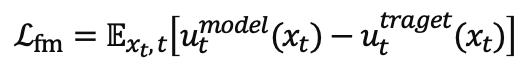 ℒ_fm = 𝔼_{x_t, t}[u_t^{model}(x_t) − u_t^{traget}(x_t)]